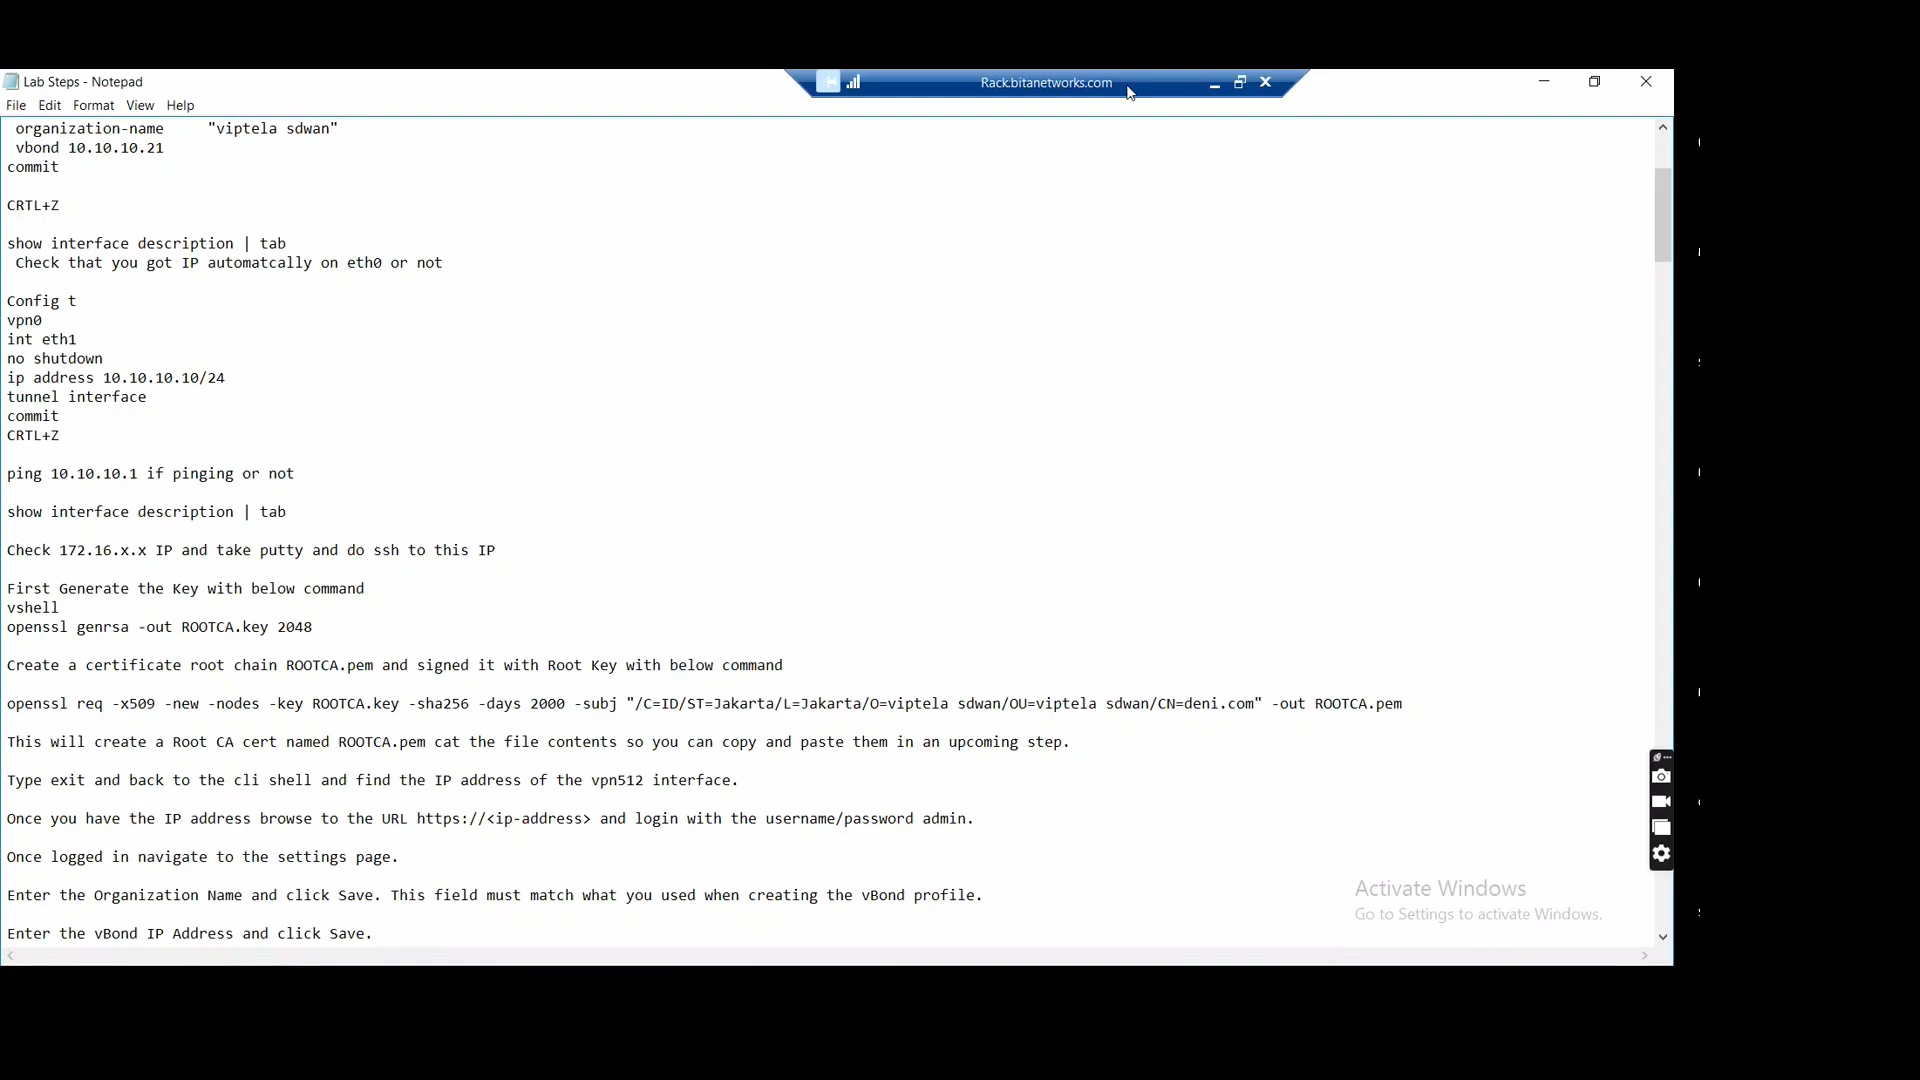 Lab Steps - Notepad
Rack.bitanetworks.com
File Edit Format View Help
organization-name "viptela sdwan"
vbond 10.10.10.21
commit
CRTL+Z
show interface description | tab
Check that you got IP automatcally on eth0 or not
Config t
vpn0
int eth1
no shutdown
ip address 10.10.10.10/24
tunnel interface
commit
CRTL+Z
ping 10.10.10.1 if pinging or not
show interface description | tab
Check 172.16.x.x IP and take putty and do ssh to this IP
First Generate the Key with below command
vshell
openssl genrsa -out ROOTCA.key 2048
Create a certificate root chain ROOTCA.pem and signed it with Root Key with below command
openssl req -x509 -new -nodes -key ROOTCA.key -sha256 -days 2000 -subj "/C=ID/ST=Jakarta/L=Jakarta/O=viptela sdwan/OU=viptela sdwan/CN=deni.com" -out ROOTCA.pem
This will create a Root CA cert named ROOTCA.pem cat the file contents so you can copy and paste them in an upcoming step.
Type exit and back to the cli shell and find the IP address of the vpn512 interface.
Once you have the IP address browse to the URL https://<ip-address> and login with the username/password admin.
Once logged in navigate to the settings page.
Enter the Organization Name and click Save. This field must match what you used when creating the vBond profile.
Enter the vBond IP Address and click Save.
Activate Windows
Go to Settings to activate Windows.